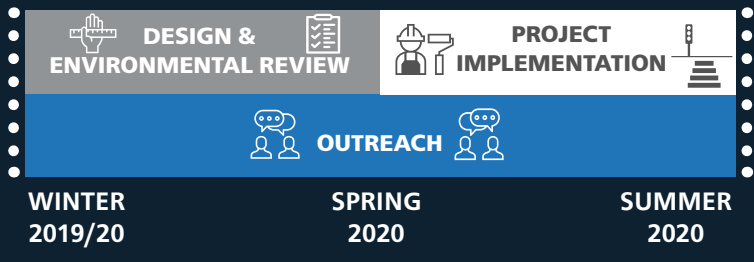 DESIGN &
ENVIRONMENTAL REVIEW
PROJECT
IMPLEMENTATION
OUTREACH
WINTER
2019/20
SPRING
2020
SUMMER
2020